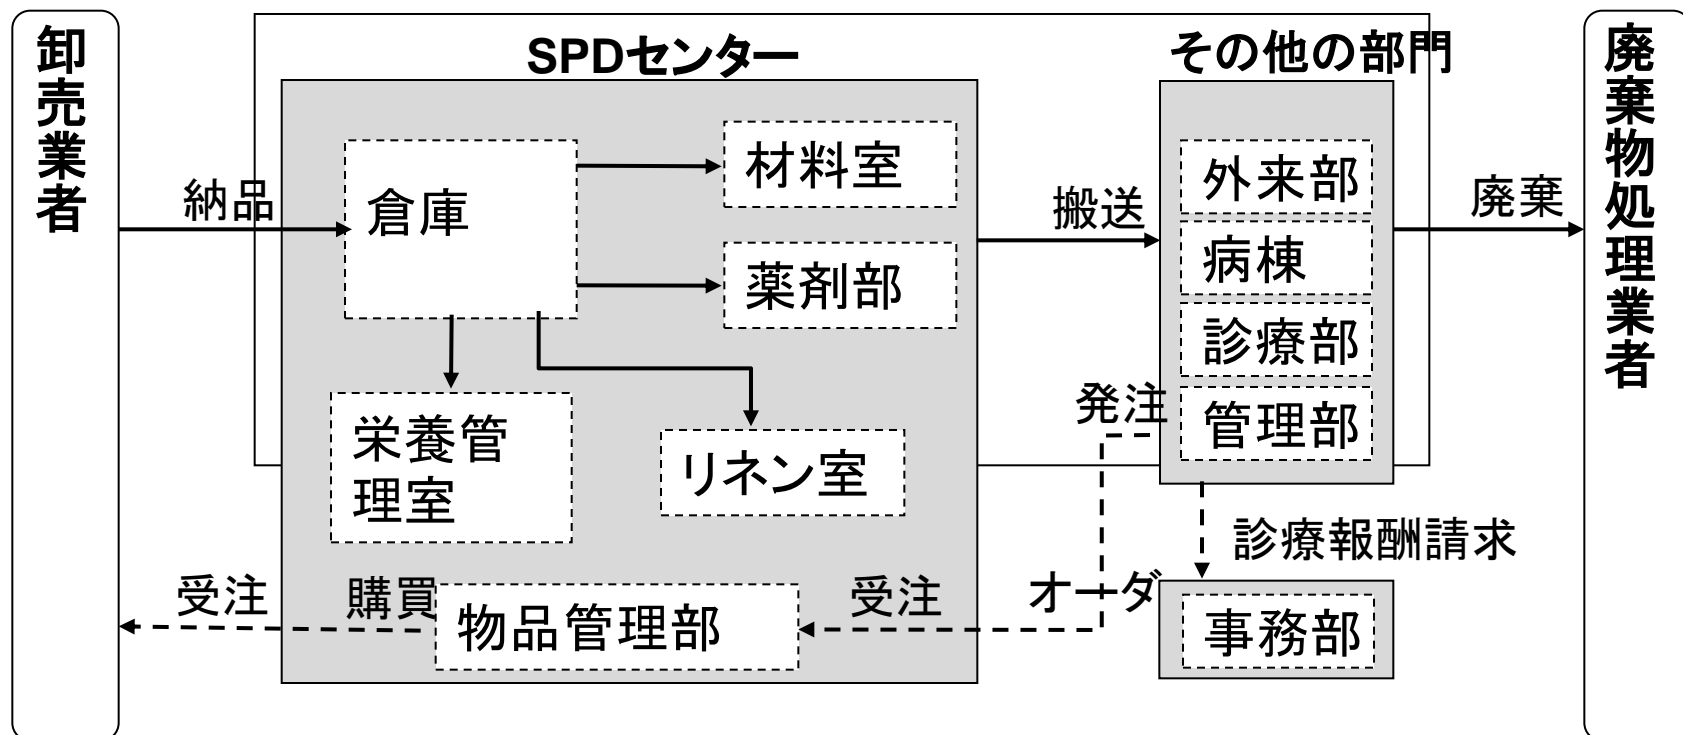 卸売業者
SPDセンター
その他の部門
廃棄物処理業者
納品
倉庫
材料室
薬剤部
搬送
外来部
病棟
診療部
管理部
廃棄
栄養管
理室
リネン室
発注
診療報酬請求
受注
購買
物品管理部
受注
オーダ
事務部